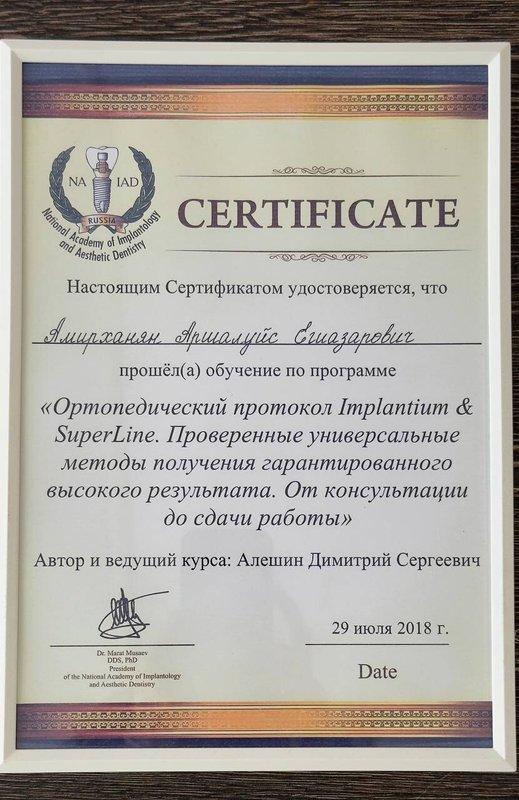 NA IAD
RUSSIA
National Academy of Implantology
and Aesthetic Dentistry
CERTIFICATE
Настоящим Сертификатом удостоверяется, что
Амирханян Аршалуйс Егиазарович
прошёл(а) обучение по программе
«Ортопедический протокол Implantium &
SuperLine. Проверенные универсальные
методы получения гарантированного
высокого результата. От консультации
до сдачи работы»
Автор и ведущий курса: Алешин Димитрий Сергеевич
Dr. Marat Musaev
DDS, PhD
President
of the National Academy of Implantology
and Aesthetic Dentistry
29 июля 2018 г.
Date